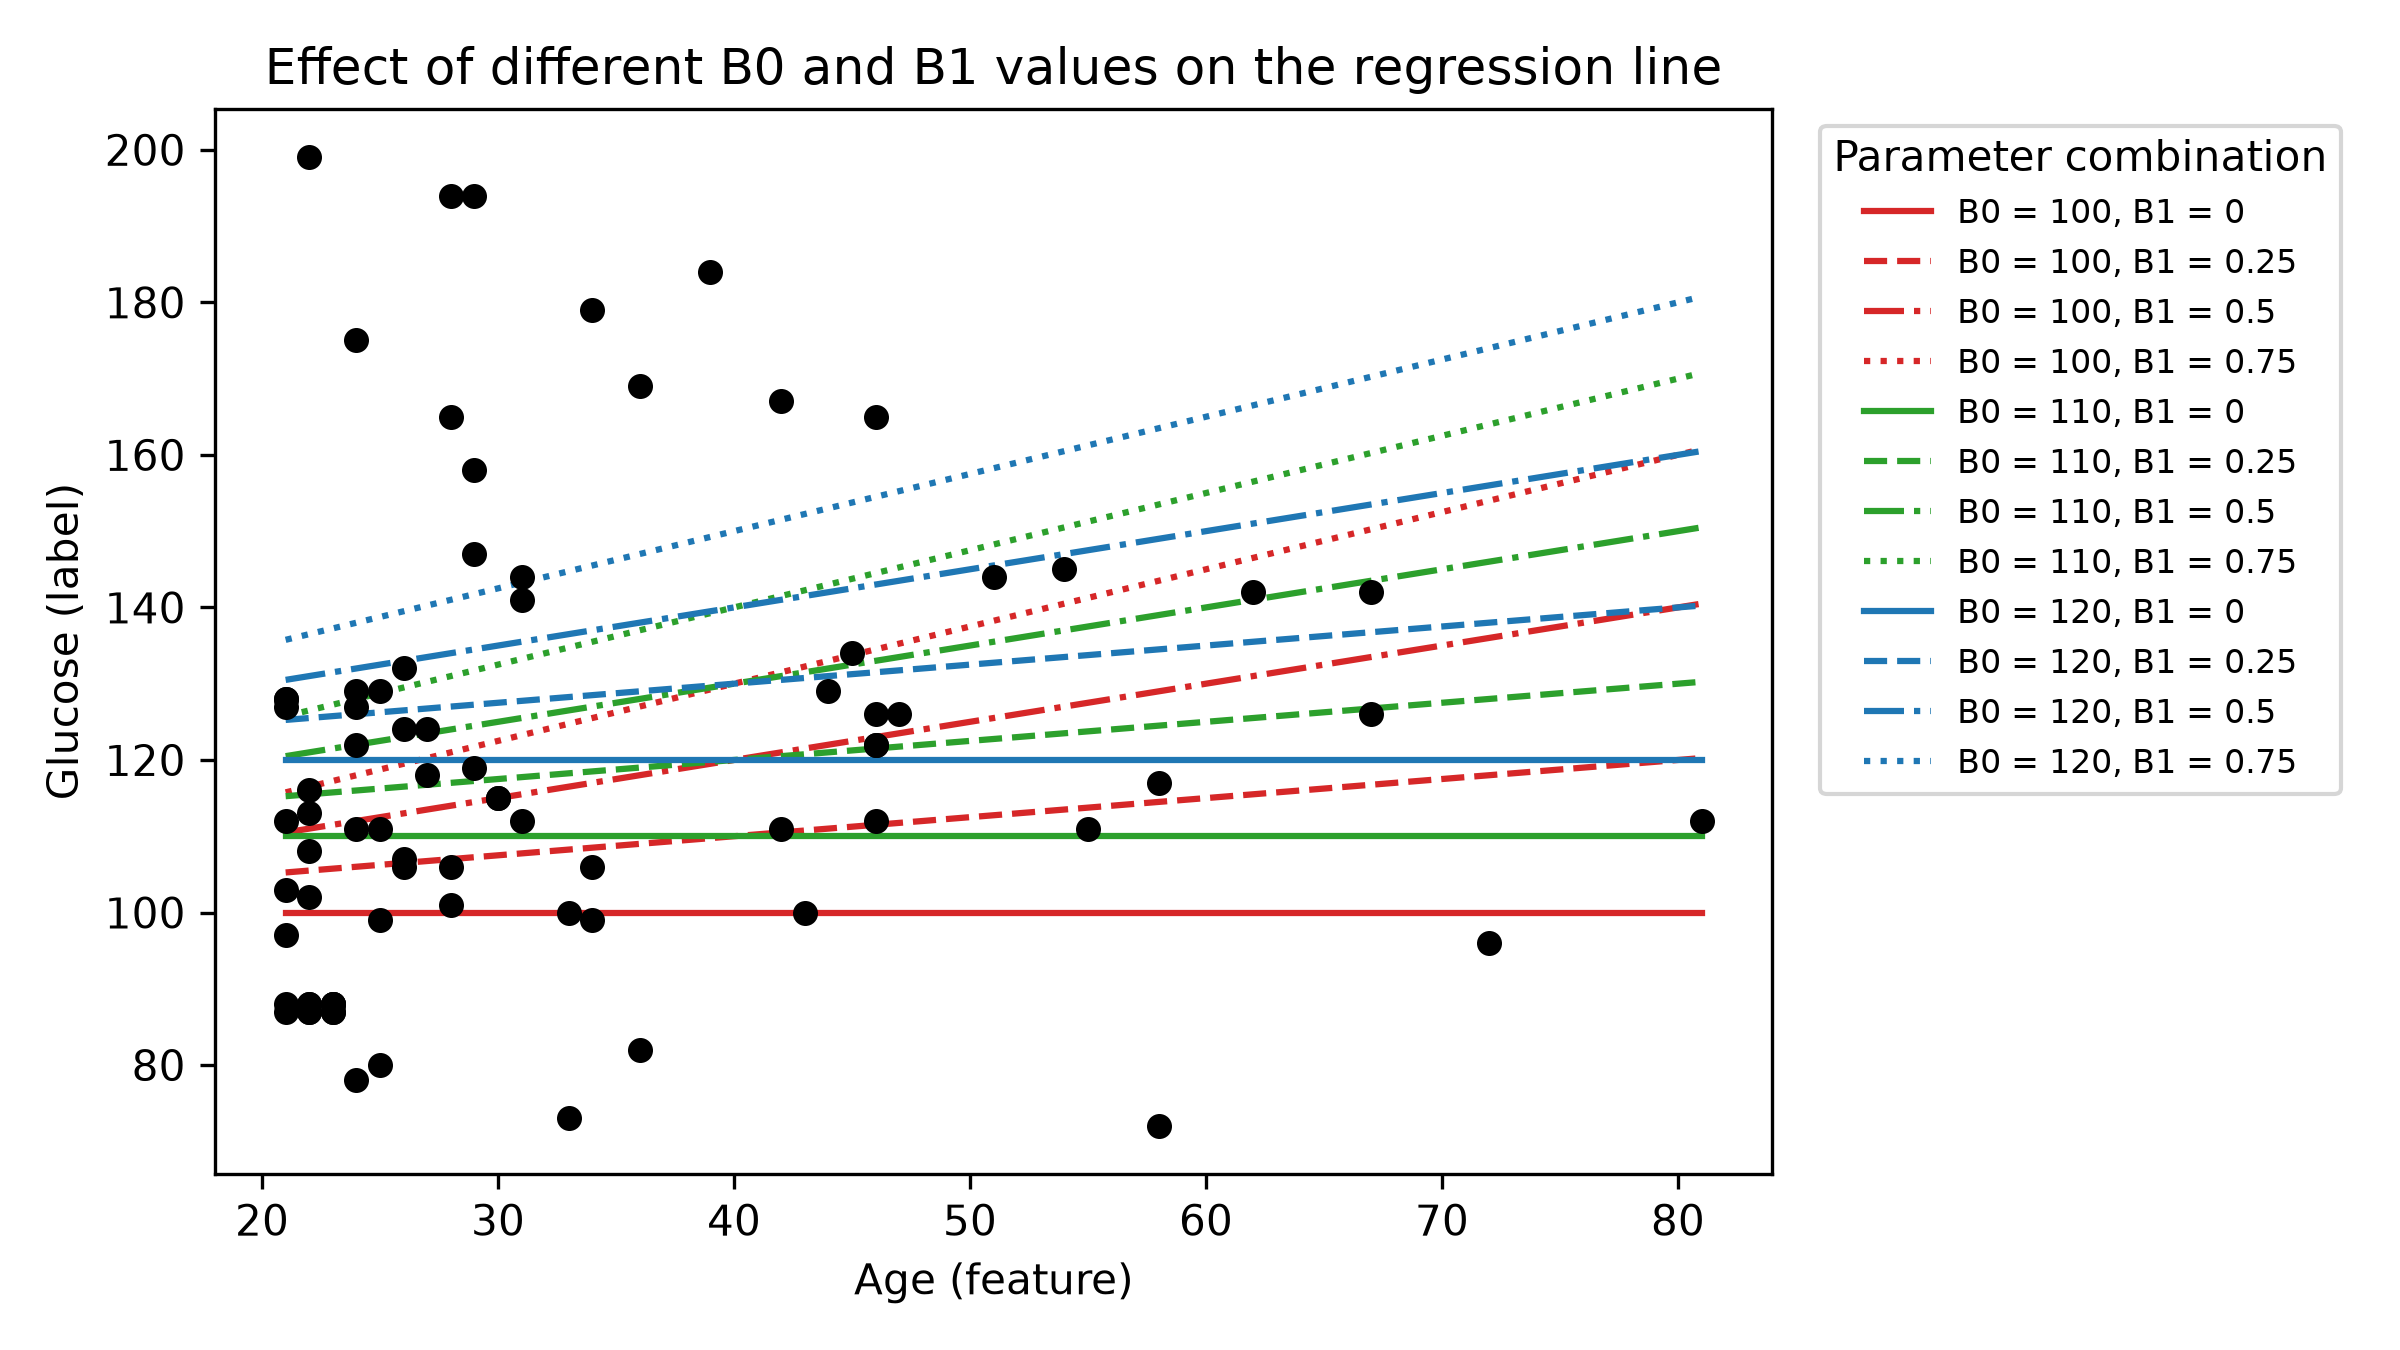 Effect of different B0 and B1 values on the regression line
Glucose (label)
200
180
160
140
120
100
80
20 30 40 50 60 70 80
Age (feature)
Parameter combination
B0 = 100, B1 = 0
B0 = 100, B1 = 0.25
B0 = 100, B1 = 0.5
B0 = 100, B1 = 0.75
B0 = 110, B1 = 0
B0 = 110, B1 = 0.25
B0 = 110, B1 = 0.5
B0 = 110, B1 = 0.75
B0 = 120, B1 = 0
B0 = 120, B1 = 0.25
B0 = 120, B1 = 0.5
B0 = 120, B1 = 0.75